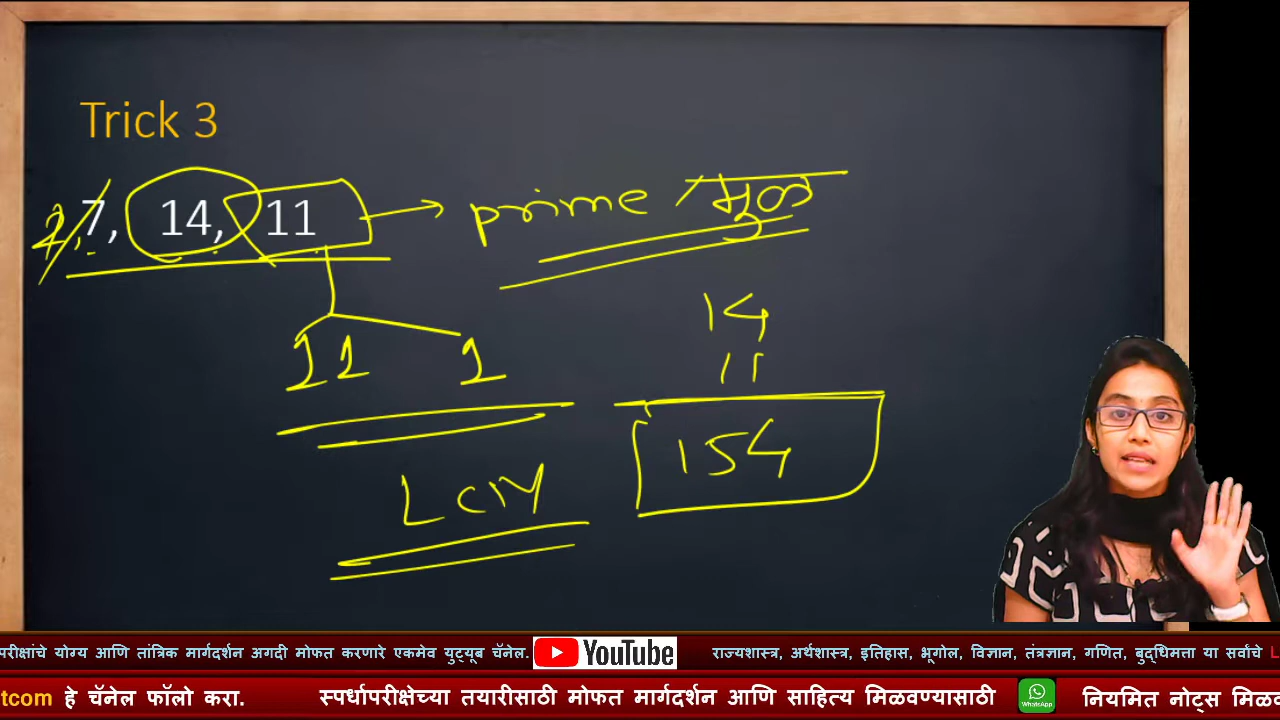 Trick 3
2, 7, 14, 11 → prime / मूळ
11 1
14
11
154
LCM
परीक्षांचे योग्य आणि तांत्रिक मार्गदर्शन अगदी मोफत करणारे एकमेव युट्यूब चॅनेल. YouTube राज्यशास्त्र, अर्थशास्त्र, इतिहास, भूगोल, विज्ञान, तंत्रज्ञान, गणित, बुद्धिमत्ता या सर्वांचे
tcom हे चॅनेल फॉलो करा. स्पर्धापरीक्षेच्या तयारीसाठी मोफत मार्गदर्शन आणि साहित्य मिळवण्यासाठी WhatsApp नियमित नोट्स मिळव